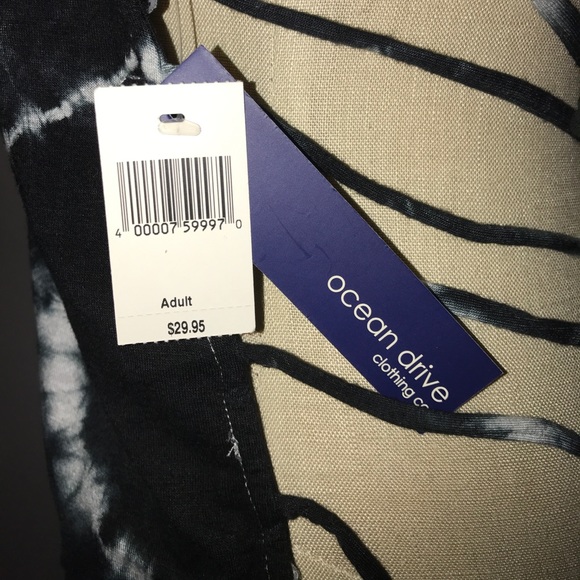 4 00007 59997 0
Adult
$29.95
ocean drive
clothing co